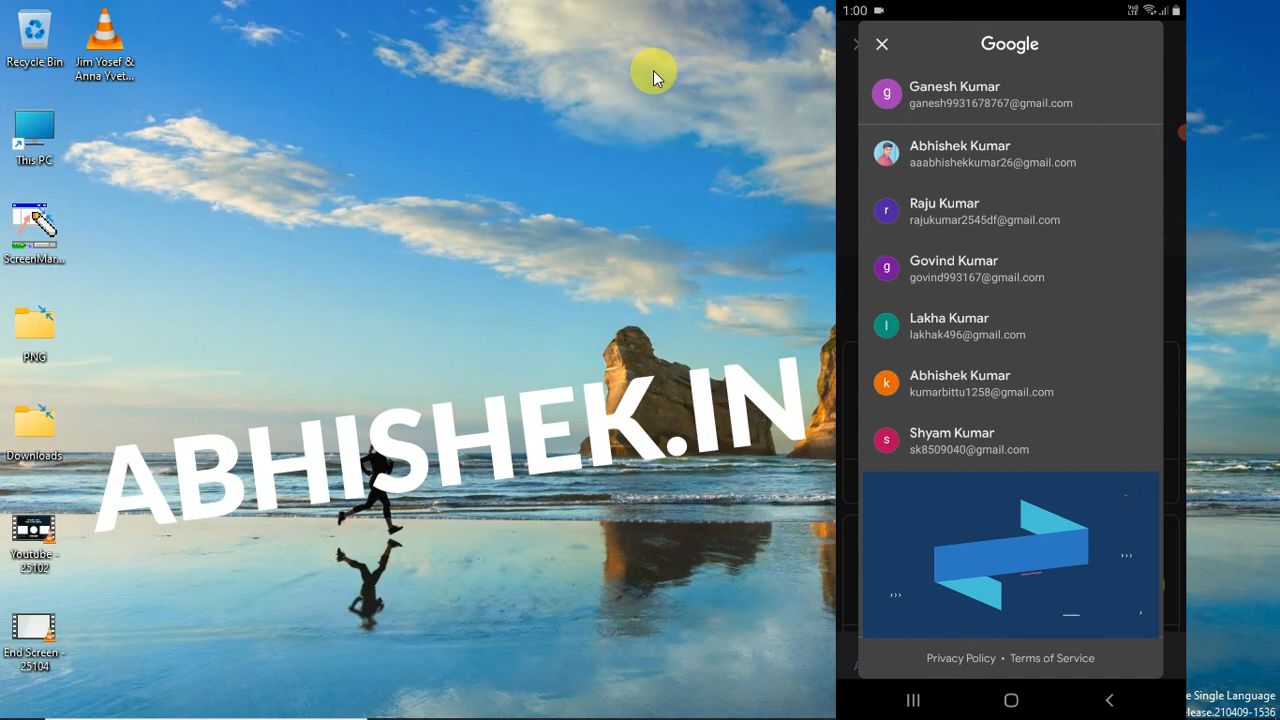 Recycle Bin
Jim Yosef &
Anna Yvet...
This PC
ScreenMar...
PNG
Downloads
Youtube -
25102
End Screen -
25104
ABHISHEK.IN
1:00
Vo))
LTE
Google
g
Ganesh Kumar
ganesh9931678767@gmail.com
Abhishek Kumar
aaabhishekkumar26@gmail.com
r
Raju Kumar
rajukumar2545df@gmail.com
g
Govind Kumar
govind993167@gmail.com
l
Lakha Kumar
lakhak496@gmail.com
k
Abhishek Kumar
kumarbittu1258@gmail.com
s
Shyam Kumar
sk8509040@gmail.com
Privacy Policy • Terms of Service
e Single Language
elease.210409-1536